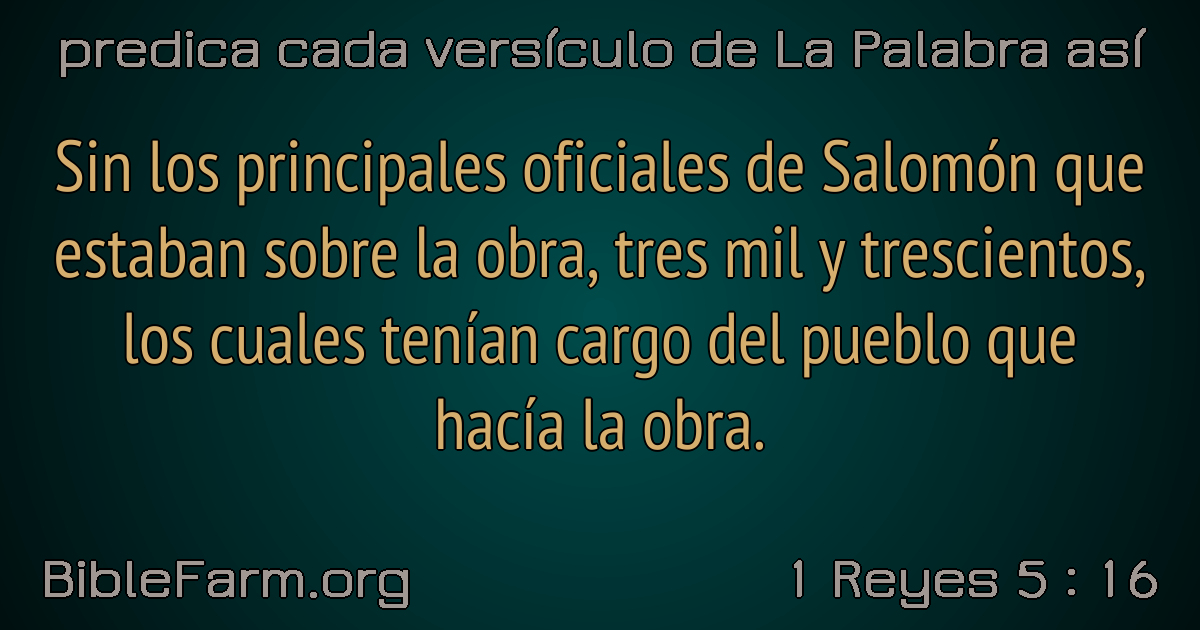 predica cada versículo de La Palabra así
Sin los principales oficiales de Salomón que
estaban sobre la obra, tres mil y trescientos,
los cuales tenían cargo del pueblo que
hacía la obra.
BibleFarm.org
1 Reyes 5 : 16